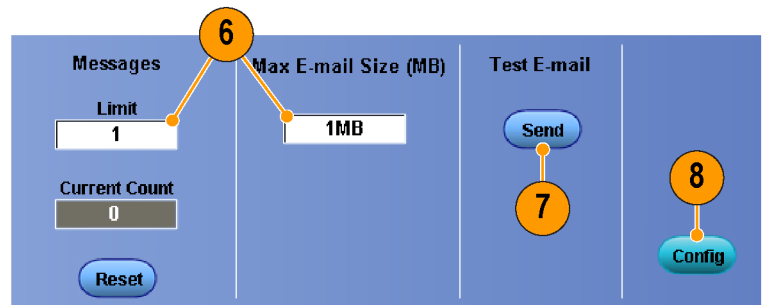 6
Messages
Max E-mail Size (MB)
Test E-mail
Limit
1
1MB
Send
Current Count
0
7
8
Reset
Config